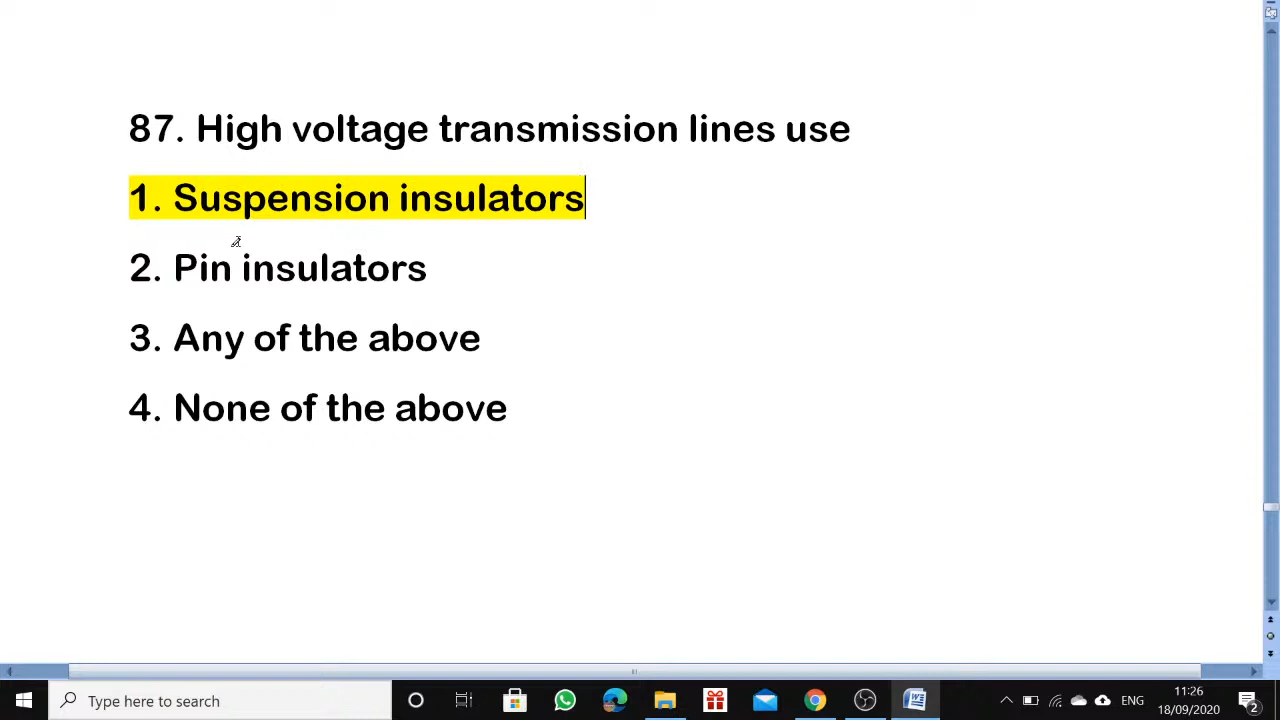 87. High voltage transmission lines use
1. Suspension insulators
2. Pin insulators
3. Any of the above
4. None of the above
Type here to search
ENG
11:26
18/09/2020
2